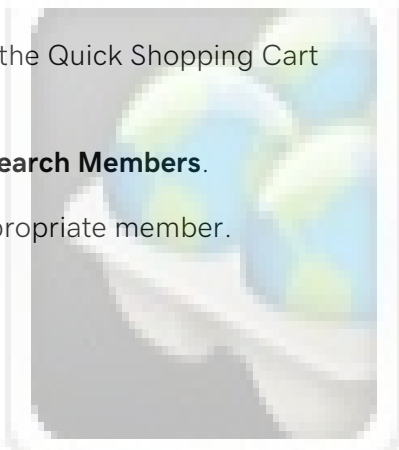 the Quick Shopping Cart
earch Members.
propriate member.